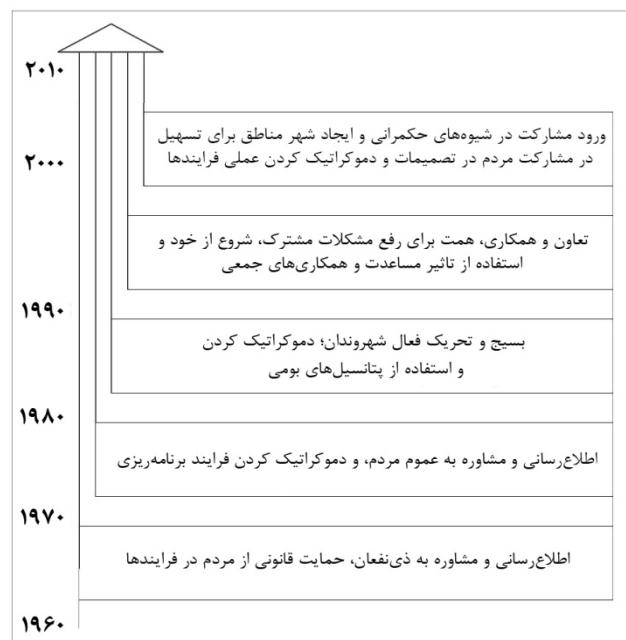 ۲۰۱۰
ورود مشارکت در شیوه‌های حکمرانی و ایجاد شهر مناطق برای تسهیل
در مشارکت مردم در تصمیمات و دموکراتیک کردن عملی فرایندها
۲۰۰۰
تعاون و همکاری، همت برای رفع مشکلات مشترک، شروع از خود و
استفاده از تاثیر مساعدت و همکاری‌های جمعی
۱۹۹۰
بسیج و تحریک فعال شهروندان؛ دموکراتیک کردن
و استفاده از پتانسیل‌های بومی
۱۹۸۰
اطلاع‌رسانی و مشاوره به عموم مردم، و دموکراتیک کردن فرایند برنامه‌ریزی
۱۹۷۰
اطلاع‌رسانی و مشاوره به ذی‌نفعان، حمایت قانونی از مردم در فرایندها
۱۹۶۰